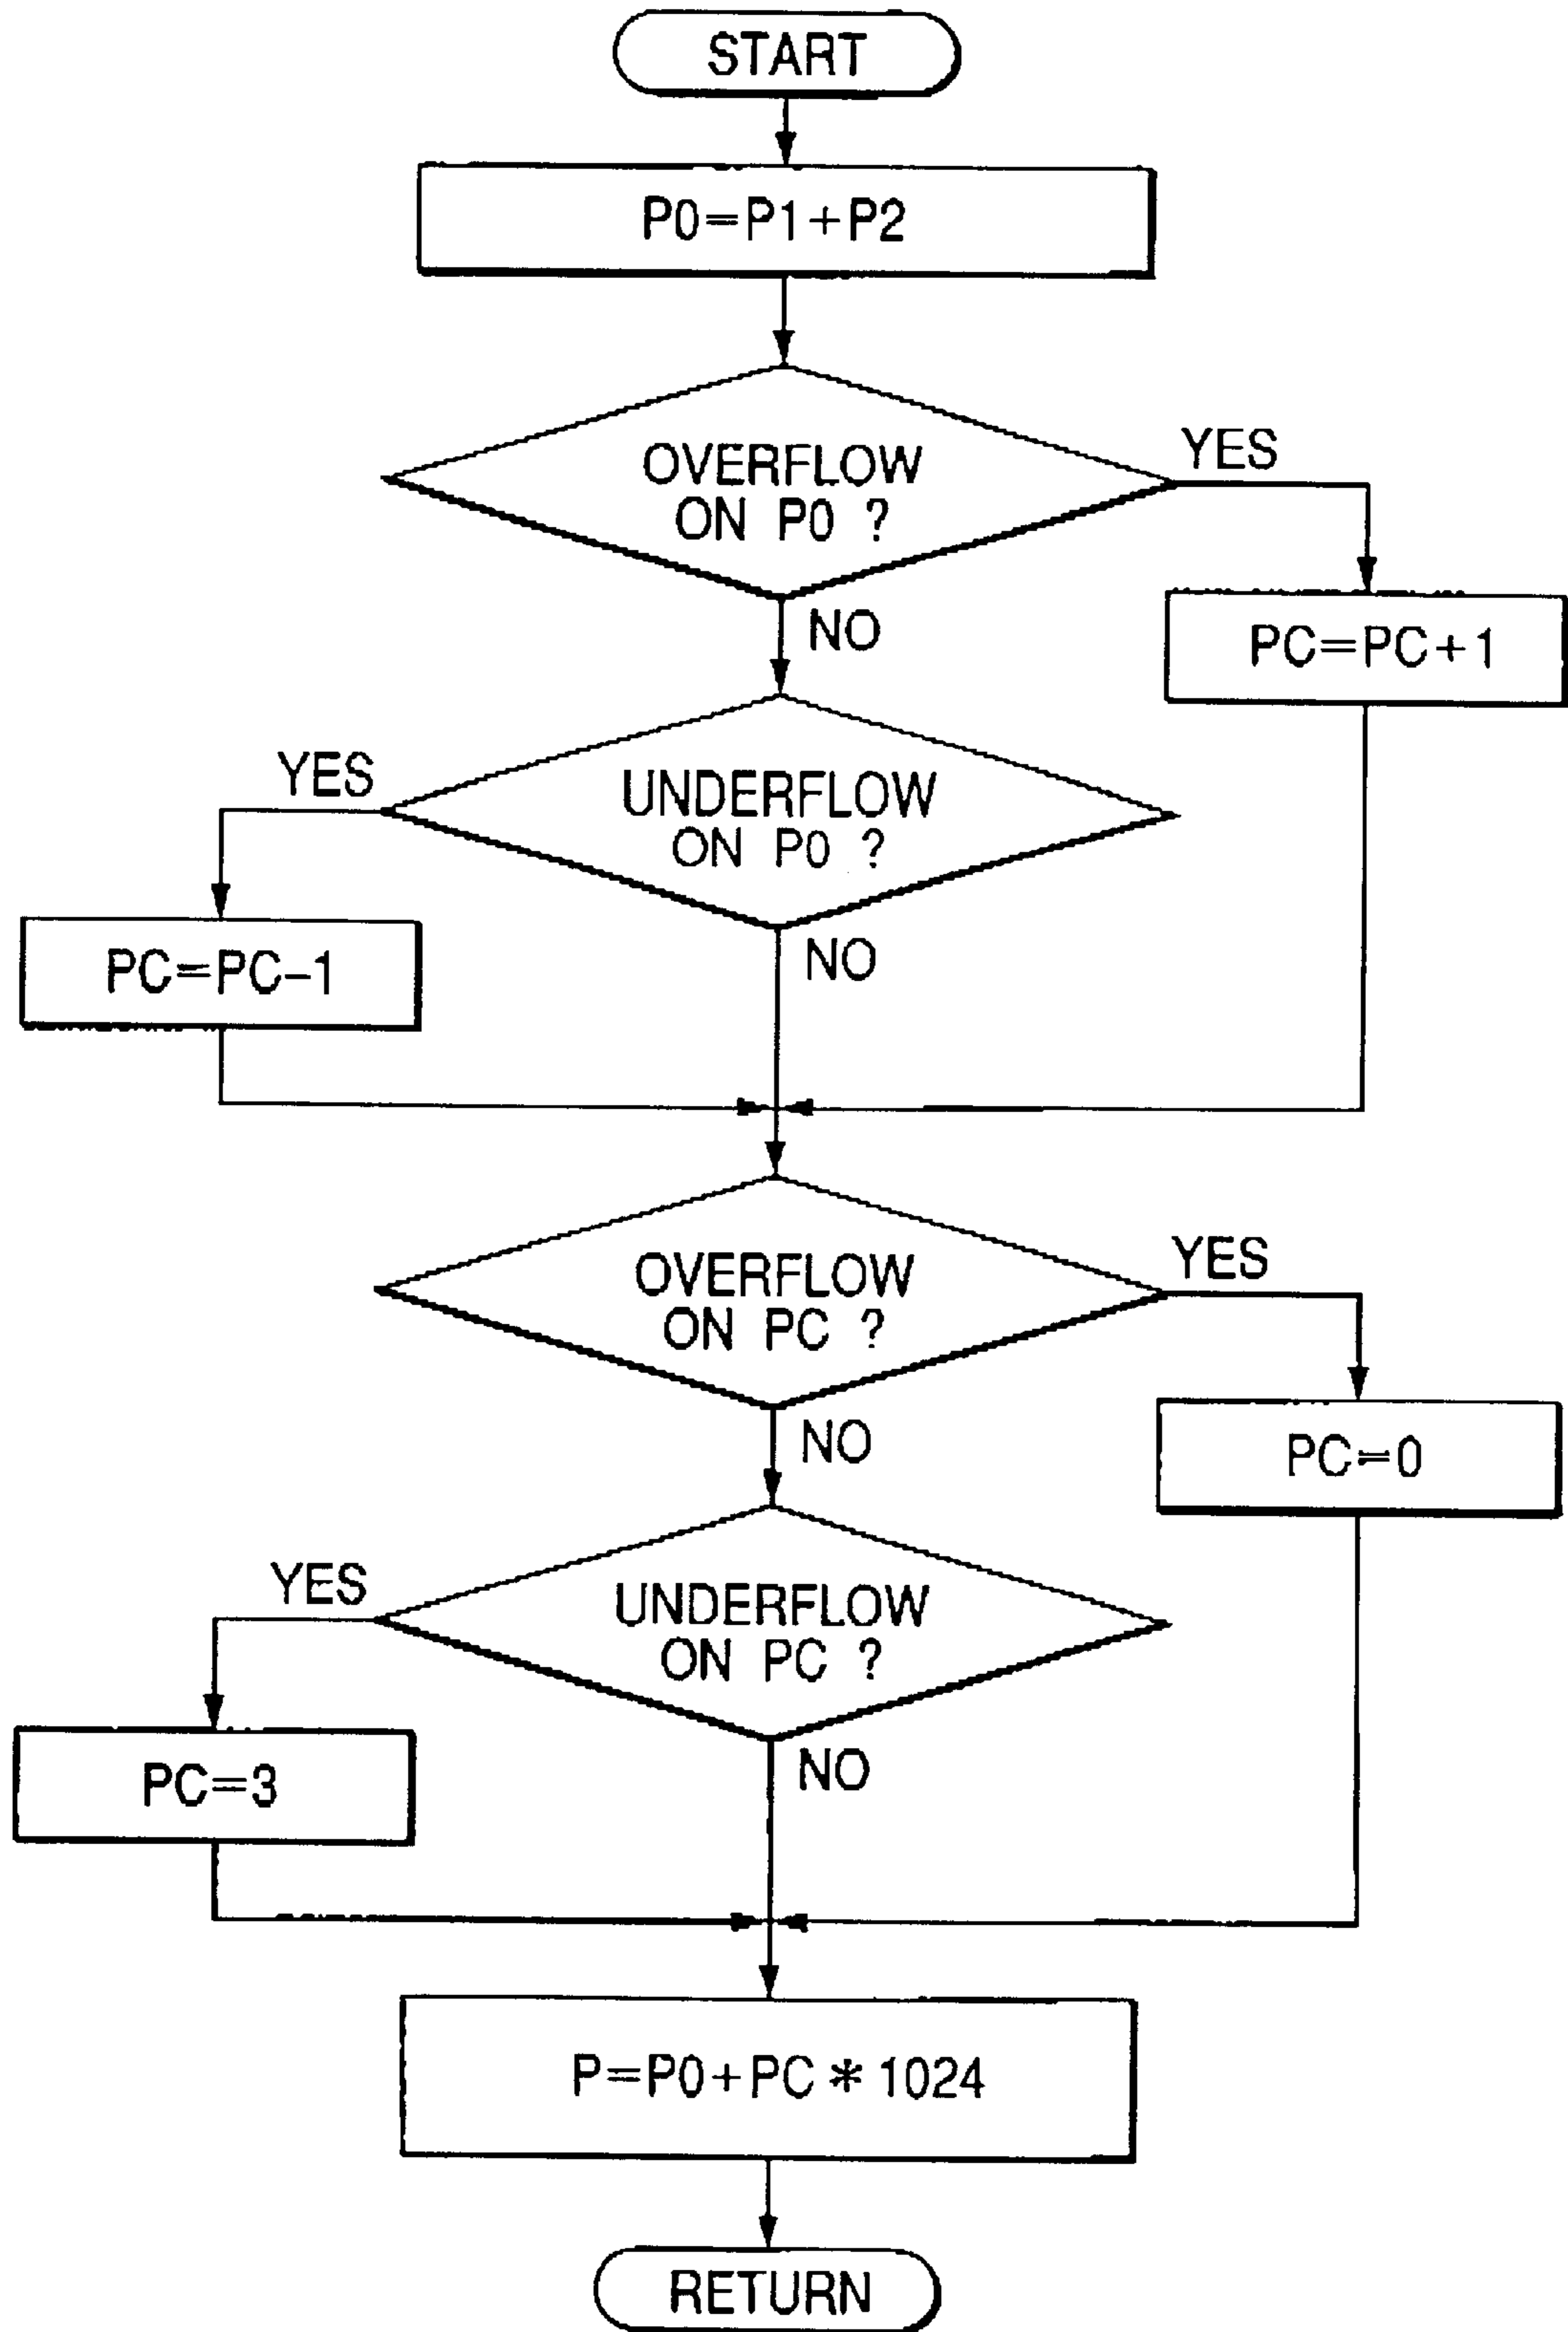 START
P0=P1+P2
OVERFLOW
ON P0 ?
YES
NO
PC=PC+1
UNDERFLOW
ON P0 ?
YES
NO
PC=PC-1
OVERFLOW
ON PC ?
YES
NO
PC=0
UNDERFLOW
ON PC ?
YES
NO
PC=3
P=P0+PC * 1024
RETURN